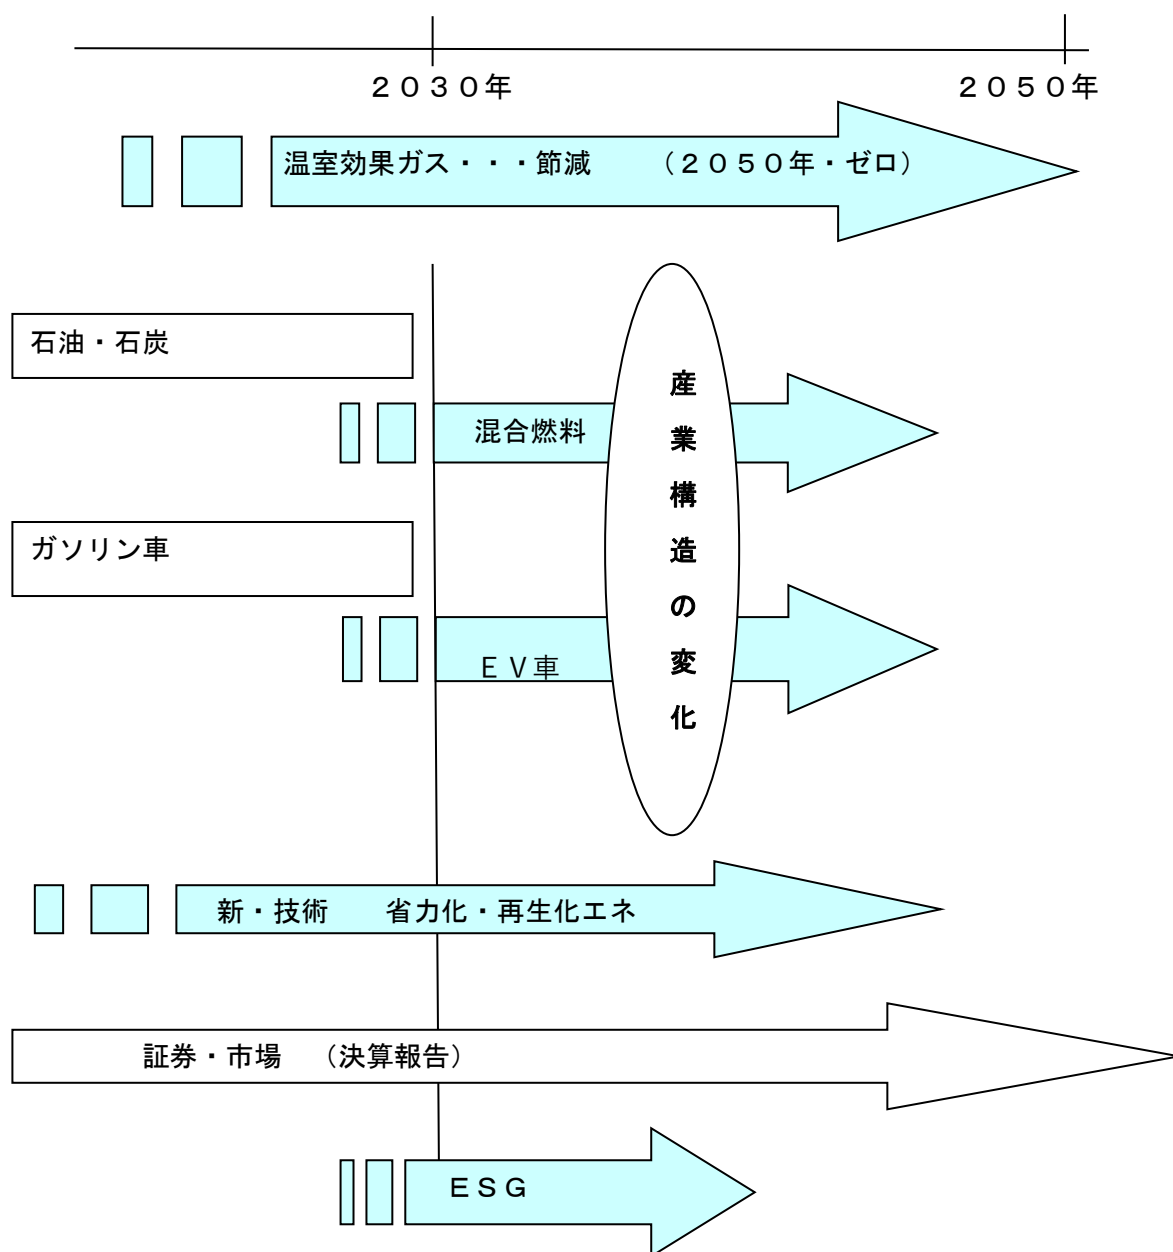 ２０３０年
２０５０年
温室効果ガス・・・節減　　（２０５０年・ゼロ）
石油・石炭
混合燃料
産業構造の変化
ガソリン車
ＥＶ車
新・技術　　省力化・再生化エネ
証券・市場　（決算報告）
ＥＳＧ